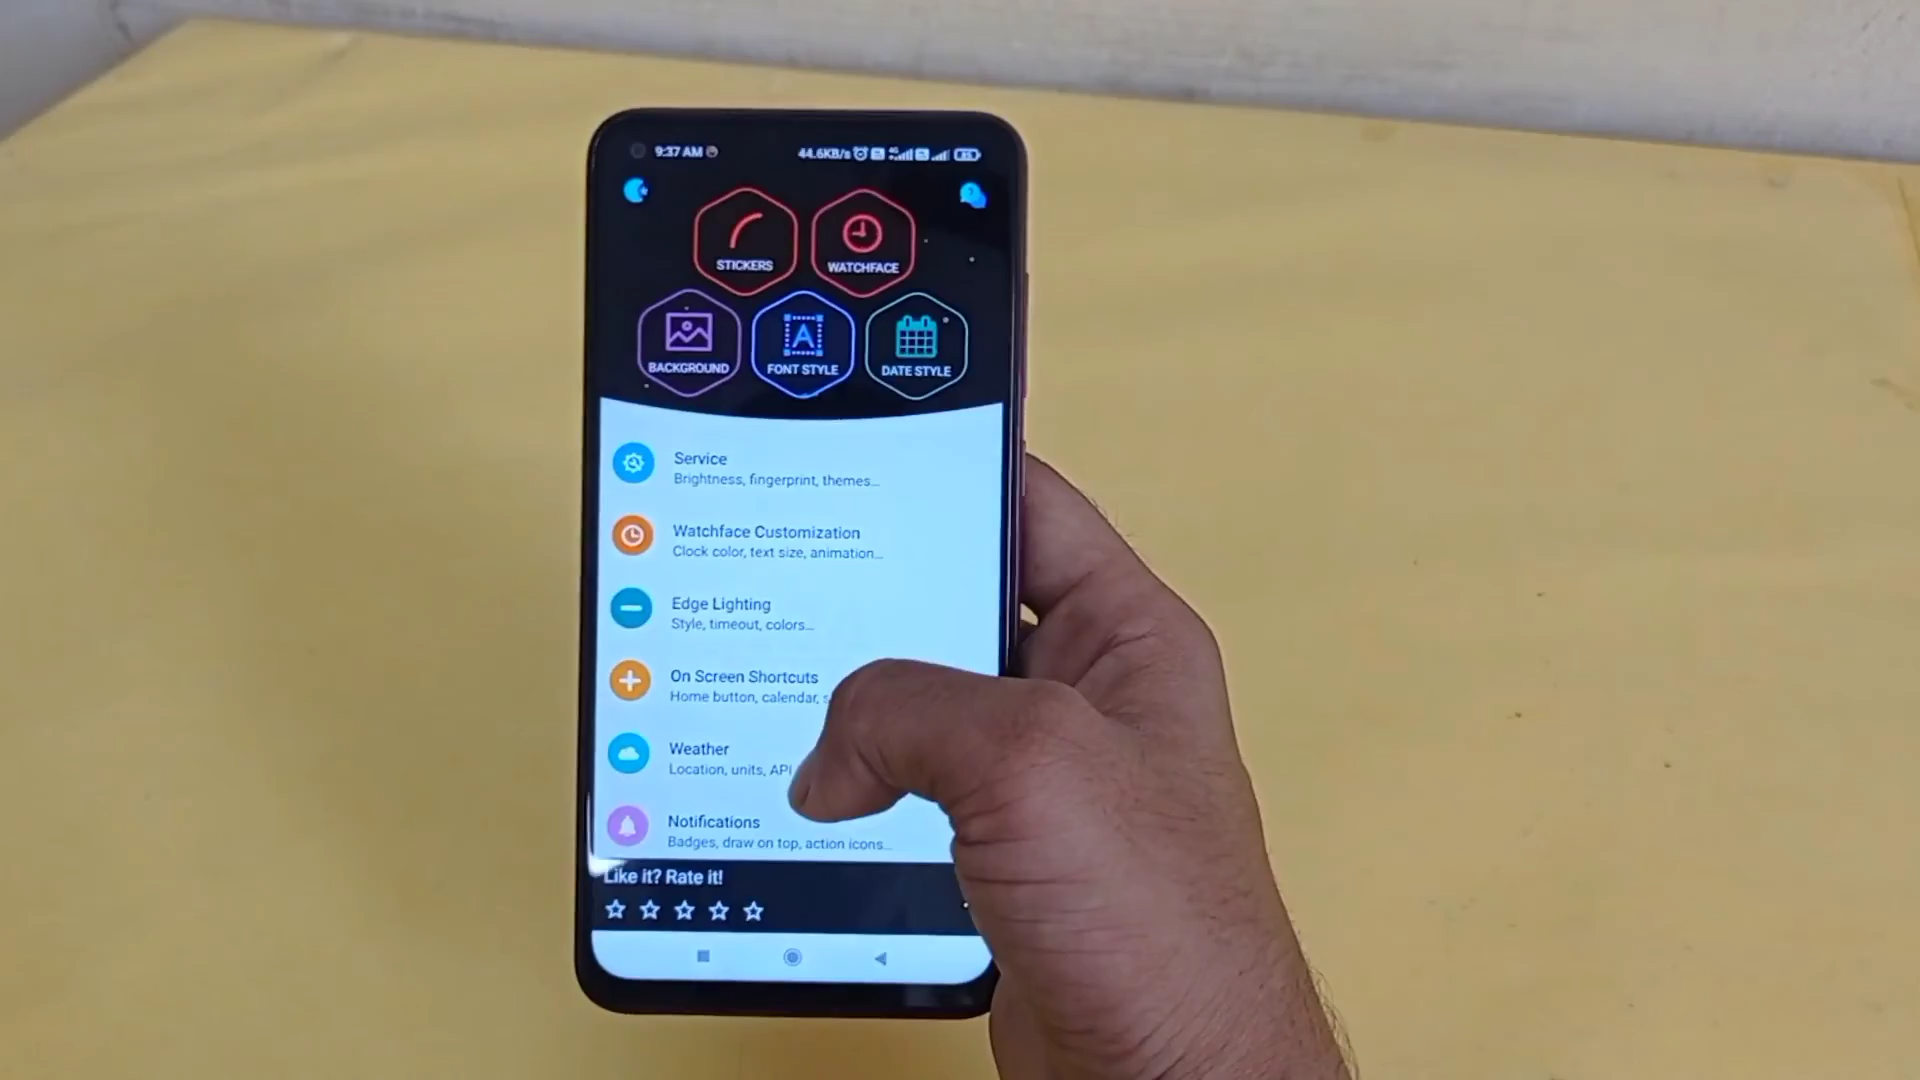 9:37 AM
44.6KB/s
STICKERS
WATCHFACE
BACKGROUND
FONT STYLE
DATE STYLE
Service
Brightness, fingerprint, themes...
Watchface Customization
Clock color, text size, animation...
Edge Lighting
Style, timeout, colors...
On Screen Shortcuts
Home button, calendar,
Weather
Location, units, API
Notifications
Badges, draw on top, action icons...
Like it? Rate it!